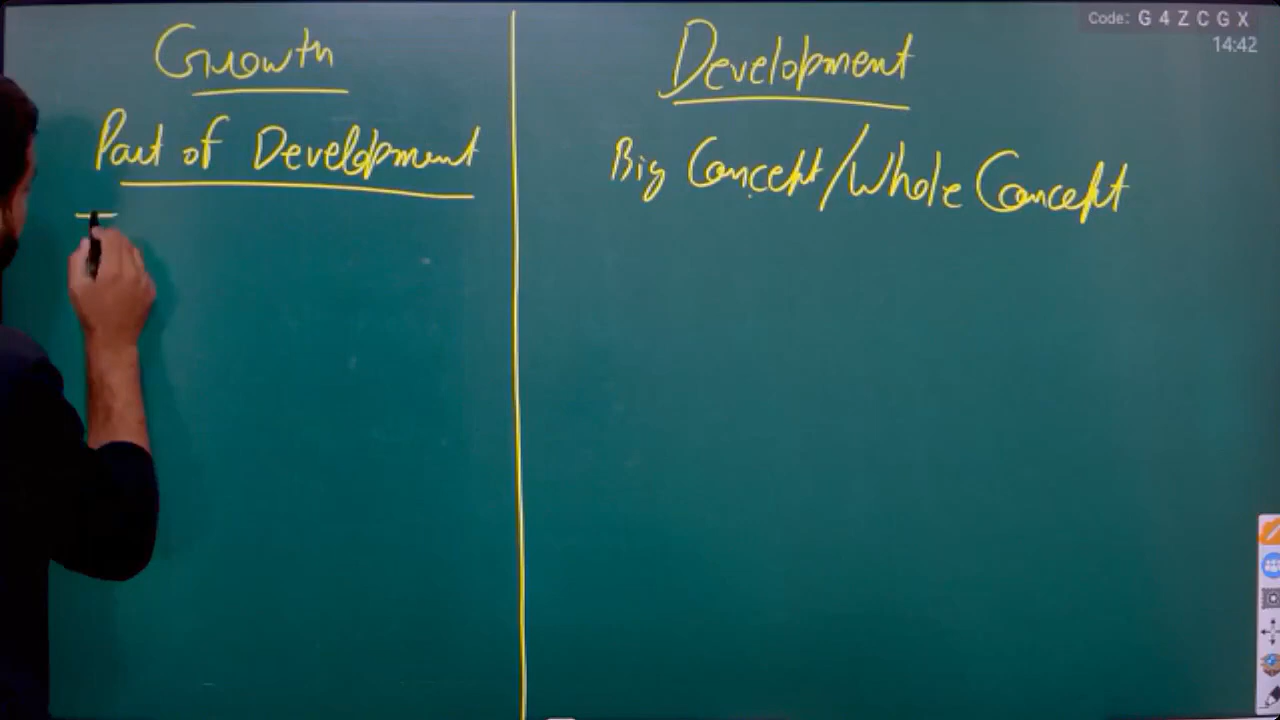 Code: G 4 Z C G X
14:42
Growth
Part of Development
Development
Big Concept/Whole Concept